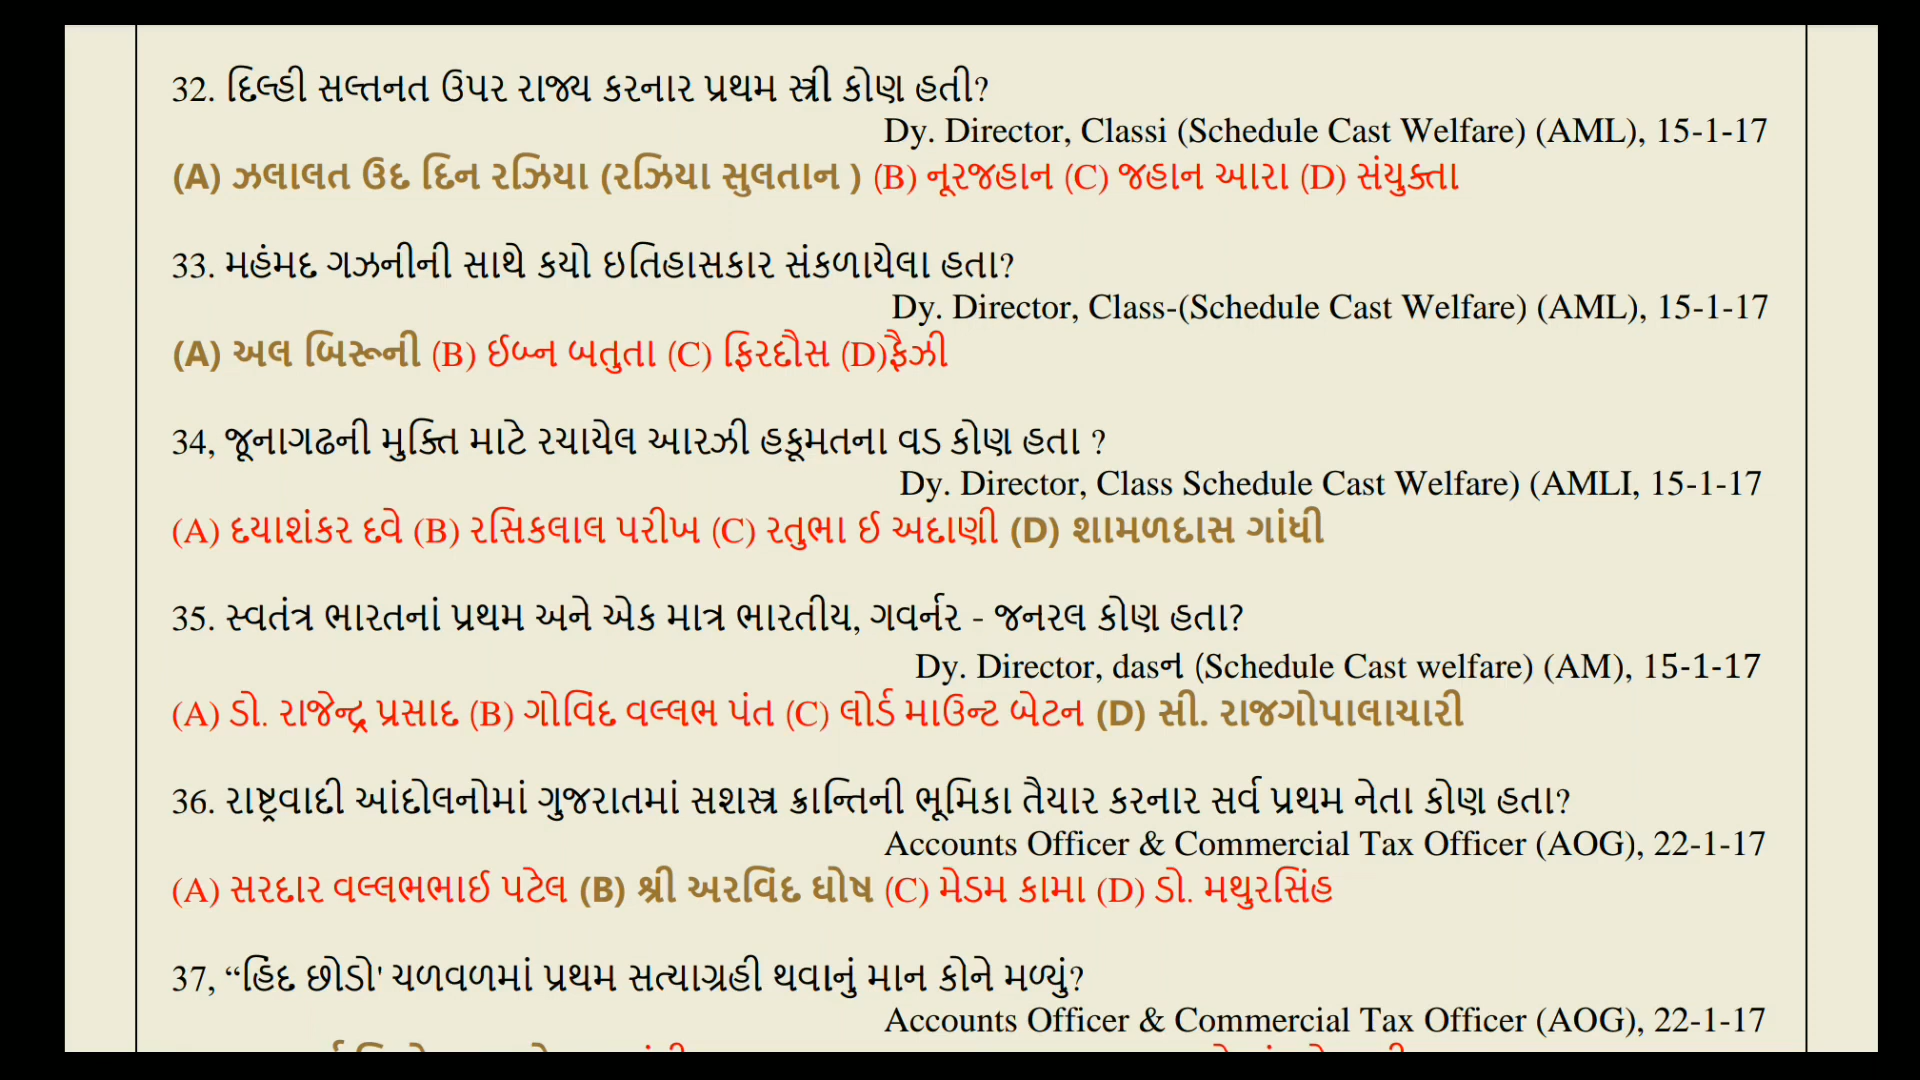 32. દિલ્હી સલ્તનત ઉપર રાજ્ય કરનાર પ્રથમ સ્ત્રી કોણ હતી?
Dy. Director, Classi (Schedule Cast Welfare) (AML), 15-1-17
(A) ઝલાલત ઉદ દિન રઝિયા (રઝિયા સુલતાન ) (B) નૂરજહાન (C) જહાન આરા (D) સંયુક્તા
33. મહંમદ ગઝનીની સાથે કયો ઇતિહાસકાર સંકળાયેલા હતા?
Dy. Director, Class-(Schedule Cast Welfare) (AML), 15-1-17
(A) અલ બિરૂની (B) ઈબ્ન બતુતા (C) ફિરદૌસ (D)ફૈઝી
34, જૂનાગઢની મુક્તિ માટે રચાયેલ આરઝી હકૂમતના વડ કોણ હતા ?
Dy. Director, Class Schedule Cast Welfare) (AMLI, 15-1-17
(A) દયાશંકર દવે (B) રસિકલાલ પરીખ (C) રતુભા ઈ અદાણી (D) શામળદાસ ગાંધી
35. સ્વતંત્ર ભારતનાં પ્રથમ અને એક માત્ર ભારતીય, ગવર્નર - જનરલ કોણ હતા?
Dy. Director, dasન (Schedule Cast welfare) (AM), 15-1-17
(A) ડો. રાજેન્દ્ર પ્રસાદ (B) ગોવિંદ વલ્લભ પંત (C) લોર્ડ માઉન્ટ બેટન (D) સી. રાજગોપાલાચારી
36. રાષ્ટ્રવાદી આંદોલનોમાં ગુજરાતમાં સશસ્ત્ર ક્રાન્તિની ભૂમિકા તૈયાર કરનાર સર્વ પ્રથમ નેતા કોણ હતા?
Accounts Officer & Commercial Tax Officer (AOG), 22-1-17
(A) સરદાર વલ્લભભાઈ પટેલ (B) શ્રી અરવિંદ ઘોષ (C) મેડમ કામા (D) ડો. મથુરસિંહ
37, “હિંદ છોડો' ચળવળમાં પ્રથમ સત્યાગ્રહી થવાનું માન કોને મળ્યું?
Accounts Officer & Commercial Tax Officer (AOG), 22-1-17